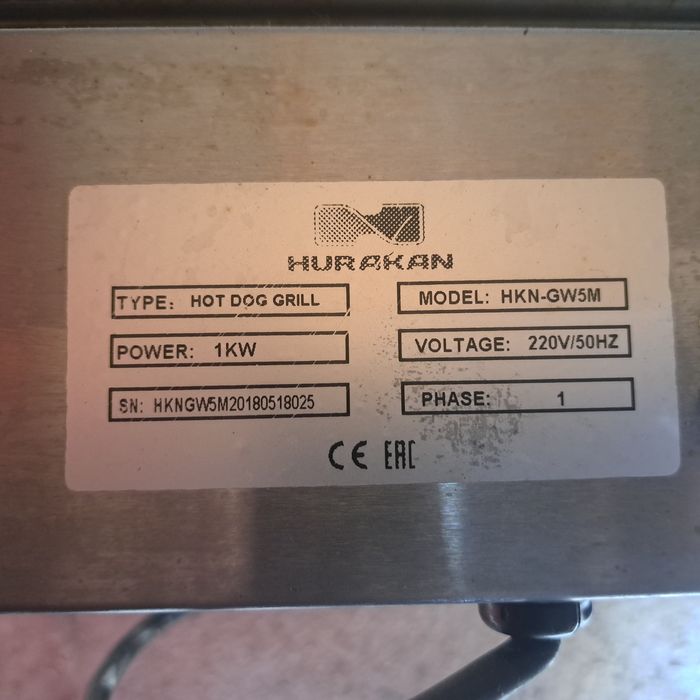 HURAKAN
TYPE: HOT DOG GRILL
MODEL: HKN-GW5M
POWER: 1KW
VOLTAGE: 220V/50HZ
SN: HKNGW5M20180518025
PHASE: 1
CE EAC